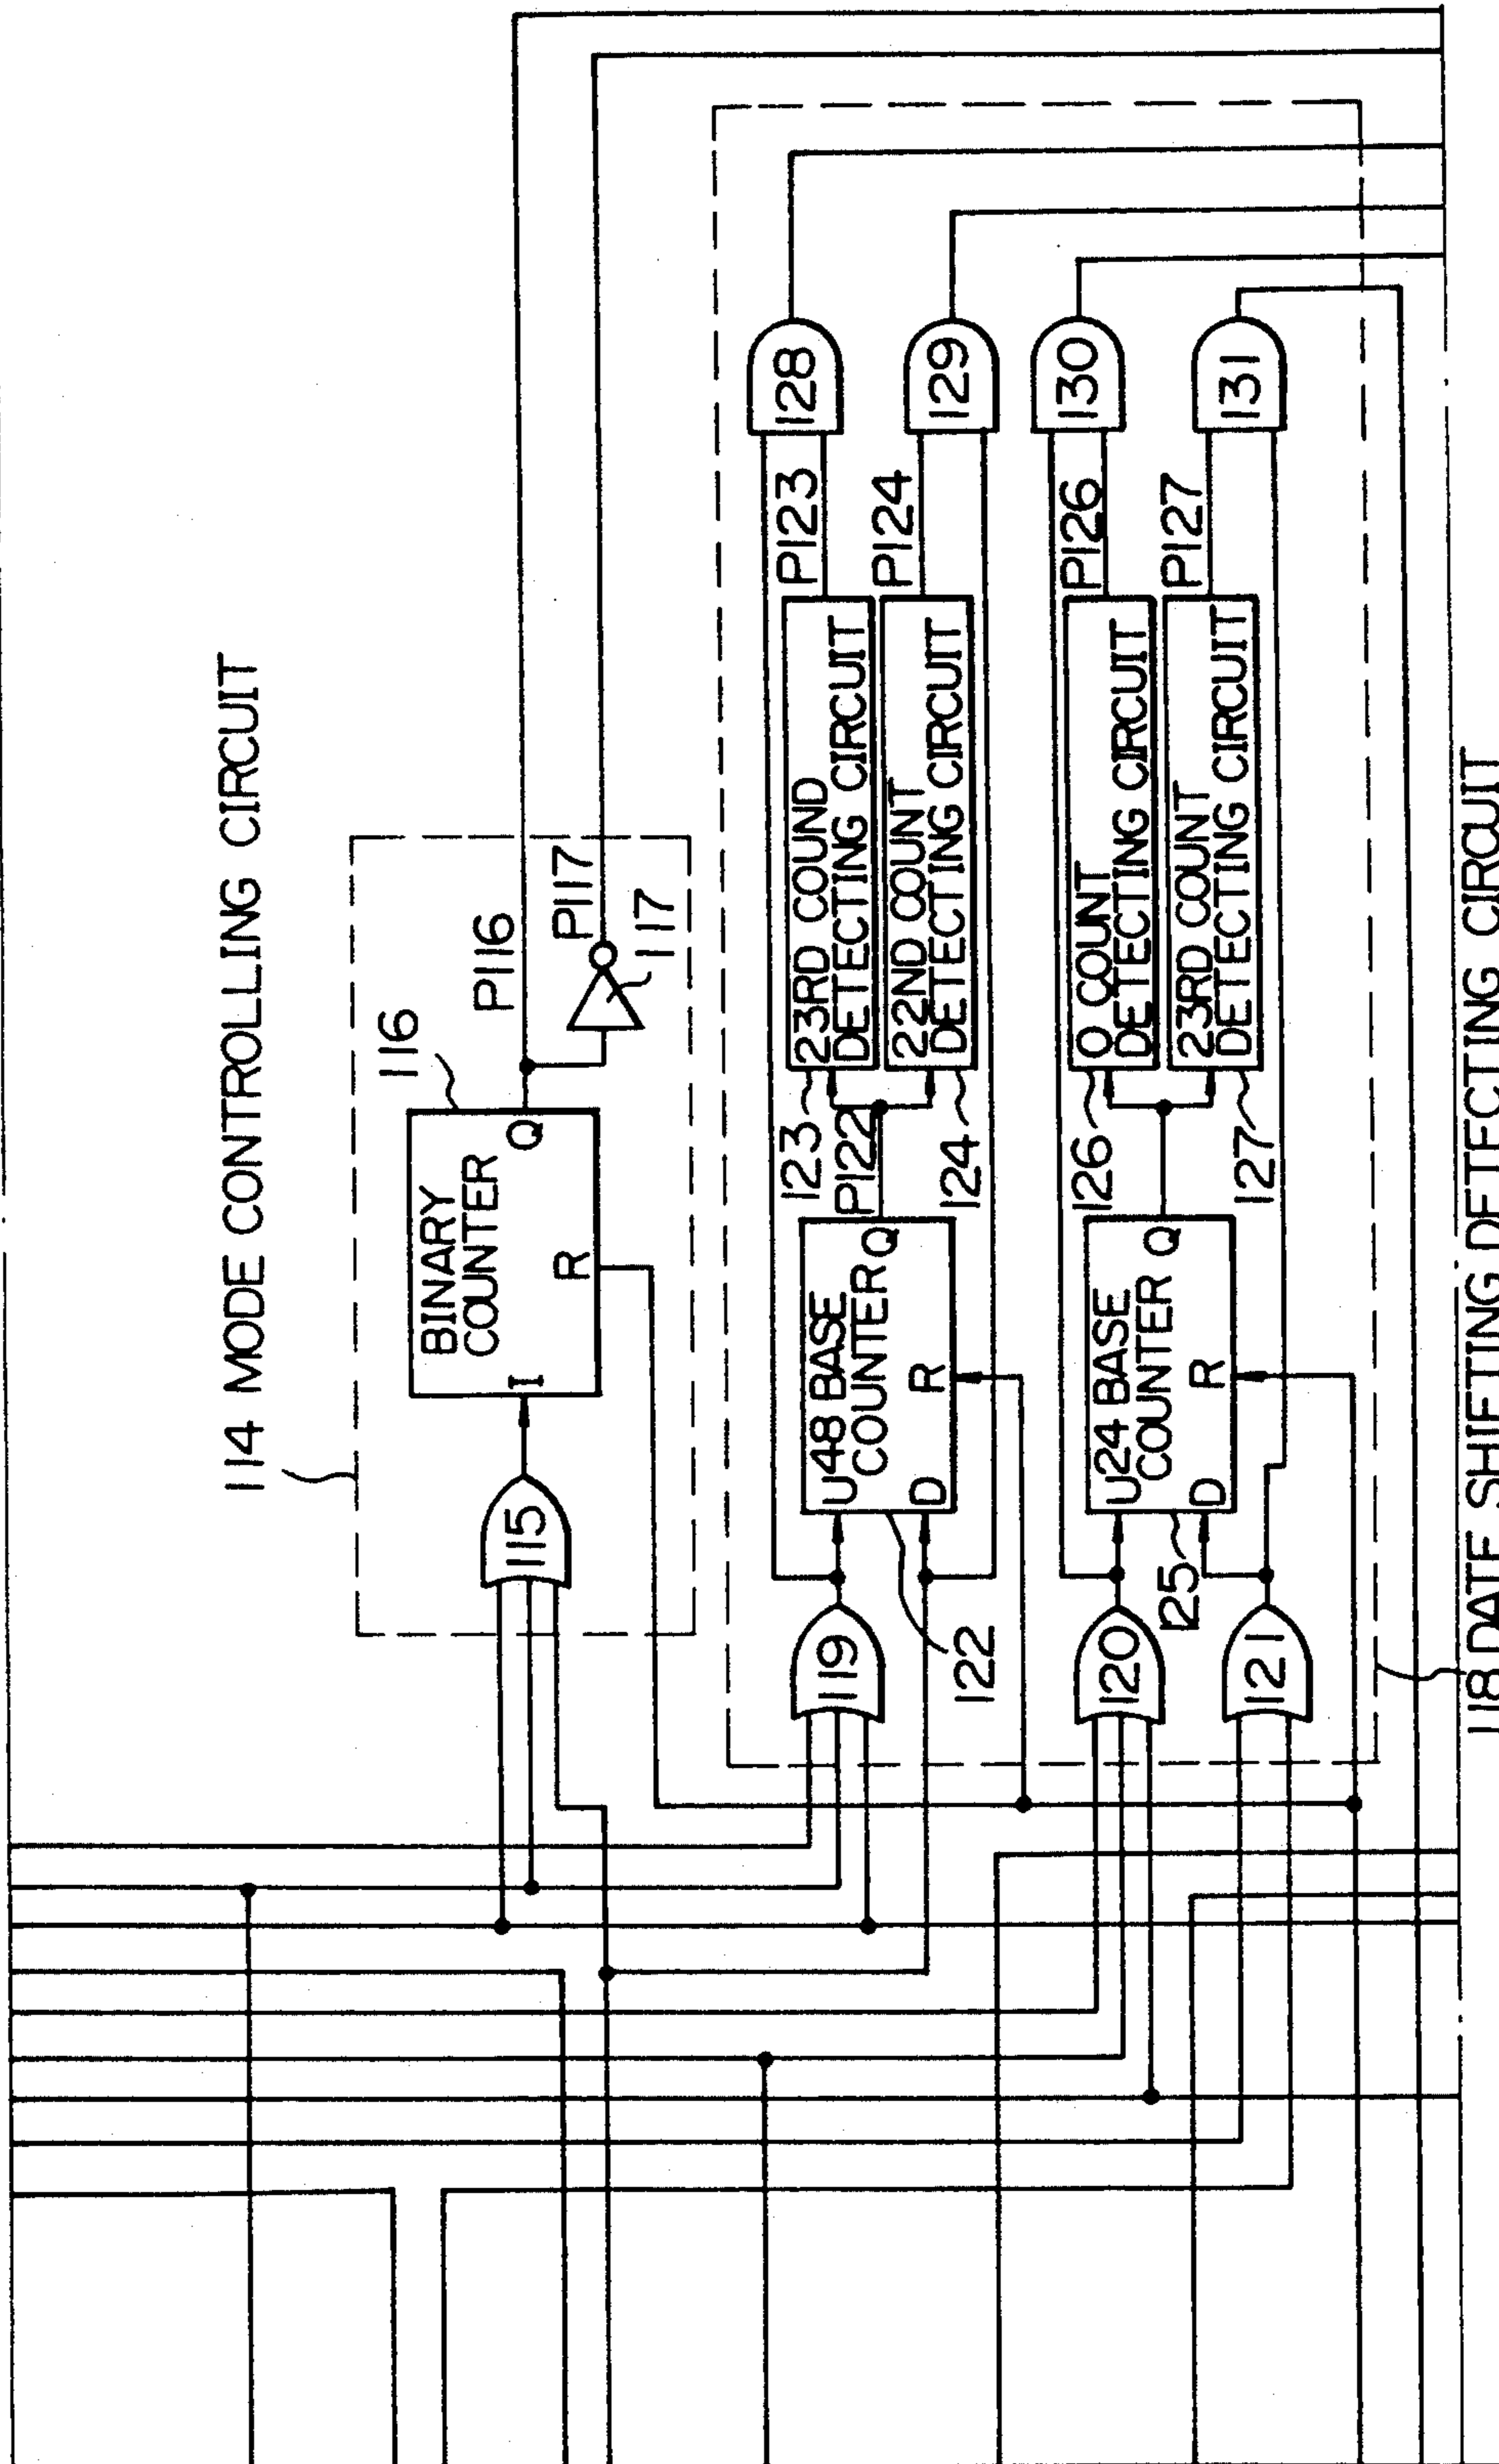 114 MODE CONTROLLING CIRCUIT
116
P116
P117
117
BINARY
COUNTER
I
Q
R
115
128
P123
123
23RD COUND
DETECTING CIRCUIT
P122
129
P124
124
22ND COUNT
DETECTING CIRCUIT
U 48 BASE
COUNTER Q
D
R
119
122
130
P126
126
0 COUNT
DETECTING CIRCUIT
131
P127
127
23RD COUNT
DETECTING CIRCUIT
U 24 BASE
COUNTER Q
D
R
125
120
121
118 DATE SHIFTING DETECTING CIRCUIT